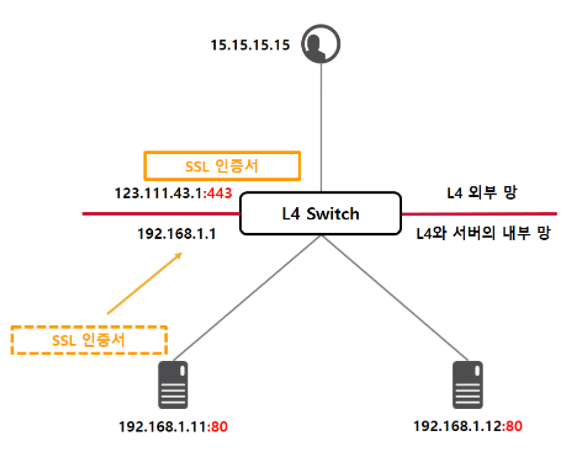 15.15.15.15
SSL 인증서
123.111.43.1:443
L4 Switch
L4 외부 망
192.168.1.1
L4와 서버의 내부 망
SSL 인증서
192.168.1.11:80
192.168.1.12:80